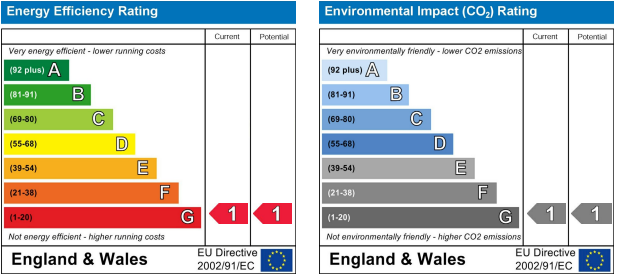 Energy Efficiency Rating
Current Potential
Very energy efficient - lower running costs
(92 plus) A
(81-91) B
(69-80) C
(55-68) D
(39-54) E
(21-38) F
(1-20) G 1 1
Not energy efficient - higher running costs
England & Wales
EU Directive
2002/91/EC
Environmental Impact (CO₂) Rating
Current Potential
Very environmentally friendly - lower CO2 emissions
(92 plus) A
(81-91) B
(69-80) C
(55-68) D
(39-54) E
(21-38) F
(1-20) G 1 1
Not environmentally friendly - higher CO2 emissions
England & Wales
EU Directive
2002/91/EC